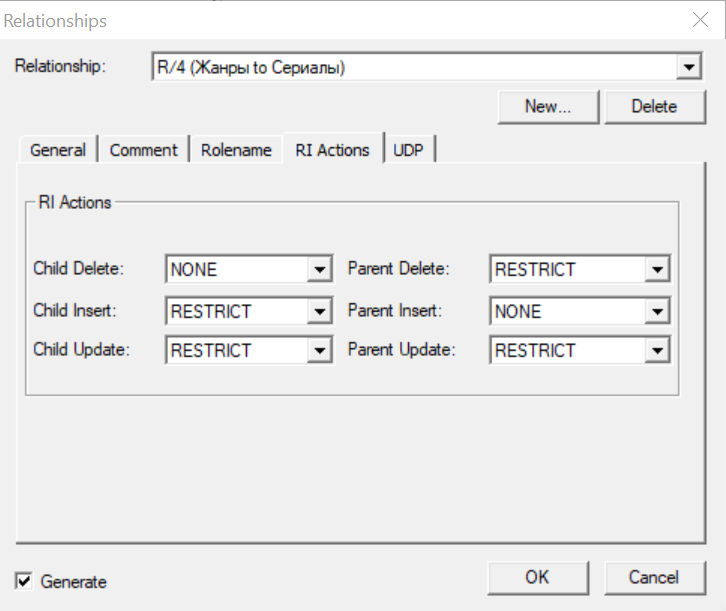 Relationships
Relationship: R/4 (Жанры to Сериалы)
New... Delete
General Comment Rolename RI Actions UDP
RI Actions
Child Delete: NONE Parent Delete: RESTRICT
Child Insert: RESTRICT Parent Insert: NONE
Child Update: RESTRICT Parent Update: RESTRICT
Generate OK Cancel